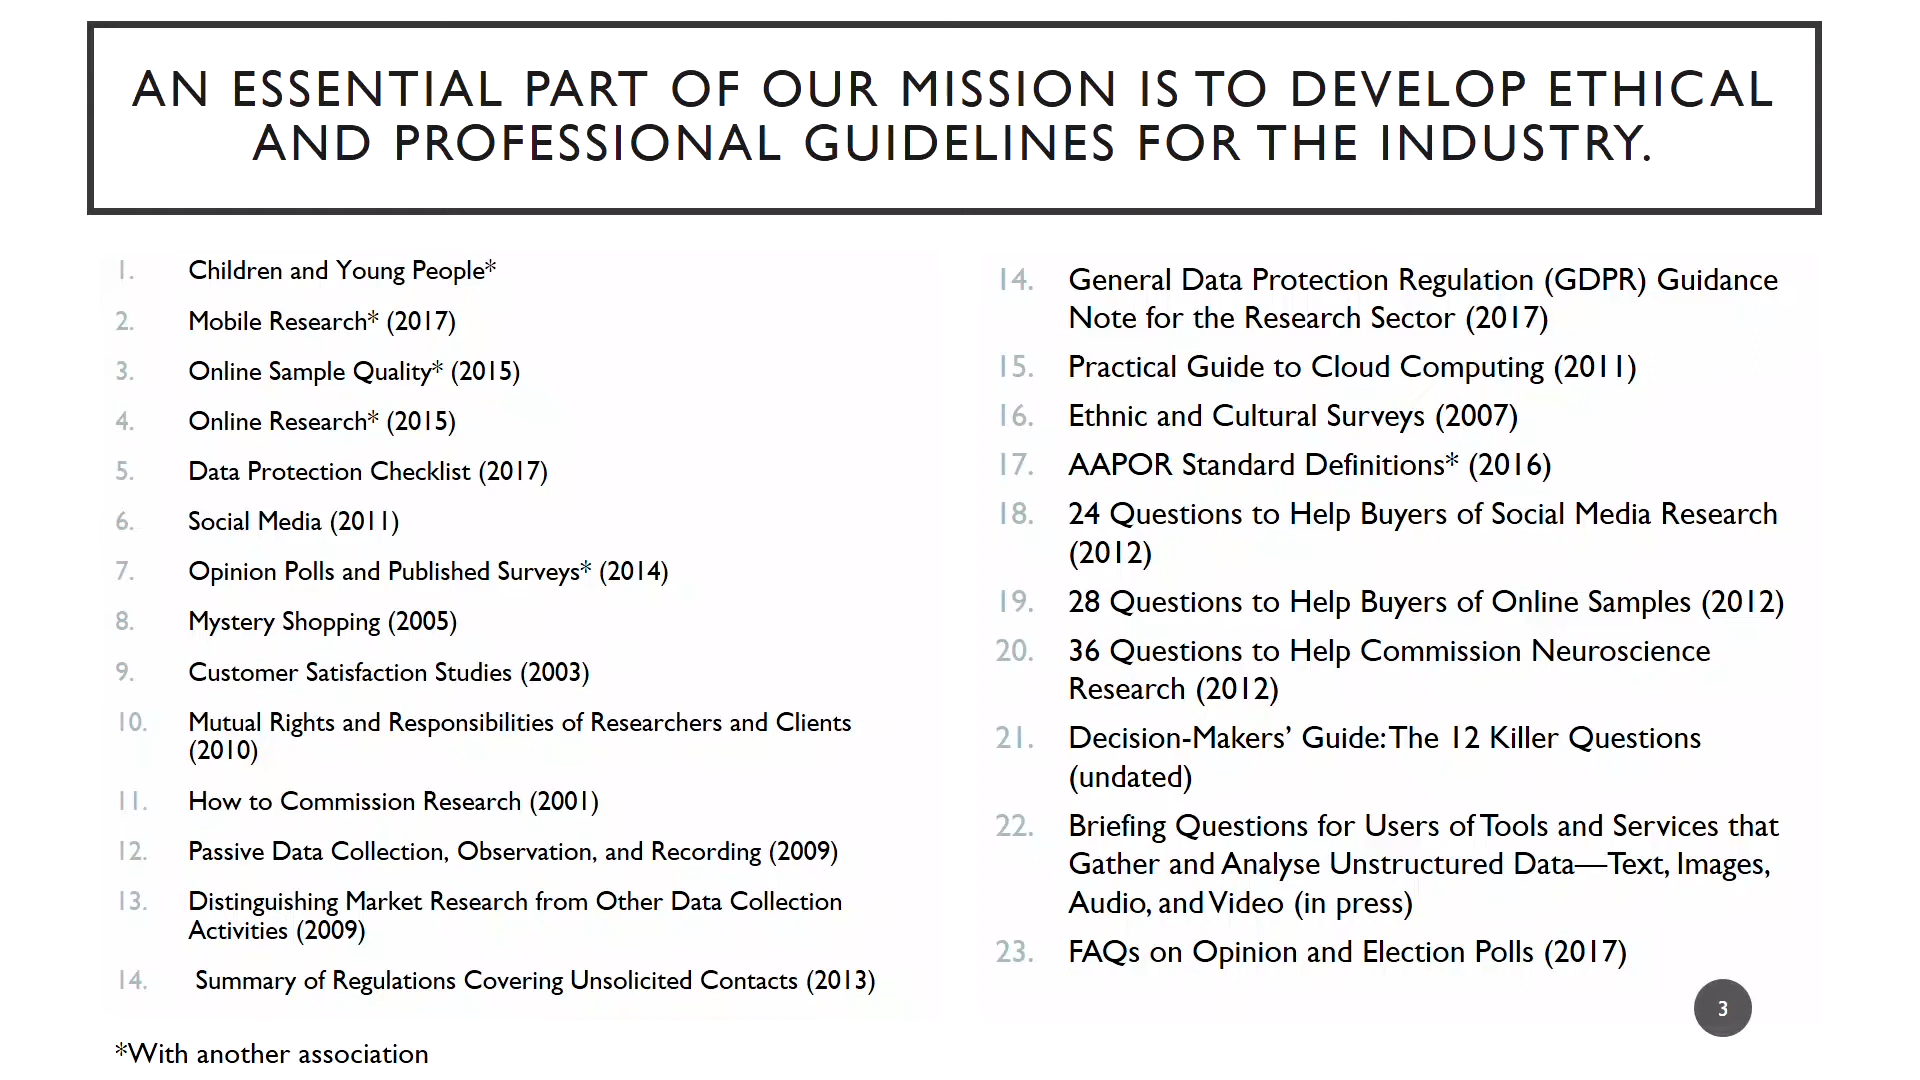 AN ESSENTIAL PART OF OUR MISSION IS TO DEVELOP ETHICAL
AND PROFESSIONAL GUIDELINES FOR THE INDUSTRY.
1. Children and Young People*
2. Mobile Research* (2017)
3. Online Sample Quality* (2015)
4. Online Research* (2015)
5. Data Protection Checklist (2017)
6. Social Media (2011)
7. Opinion Polls and Published Surveys* (2014)
8. Mystery Shopping (2005)
9. Customer Satisfaction Studies (2003)
10. Mutual Rights and Responsibilities of Researchers and Clients
(2010)
11. How to Commission Research (2001)
12. Passive Data Collection, Observation, and Recording (2009)
13. Distinguishing Market Research from Other Data Collection
Activities (2009)
14. Summary of Regulations Covering Unsolicited Contacts (2013)
*With another association
14. General Data Protection Regulation (GDPR) Guidance
Note for the Research Sector (2017)
15. Practical Guide to Cloud Computing (2011)
16. Ethnic and Cultural Surveys (2007)
17. AAPOR Standard Definitions* (2016)
18. 24 Questions to Help Buyers of Social Media Research
(2012)
19. 28 Questions to Help Buyers of Online Samples (2012)
20. 36 Questions to Help Commission Neuroscience
Research (2012)
21. Decision-Makers’ Guide: The 12 Killer Questions
(undated)
22. Briefing Questions for Users of Tools and Services that
Gather and Analyse Unstructured Data—Text, Images,
Audio, and Video (in press)
23. FAQs on Opinion and Election Polls (2017)
3